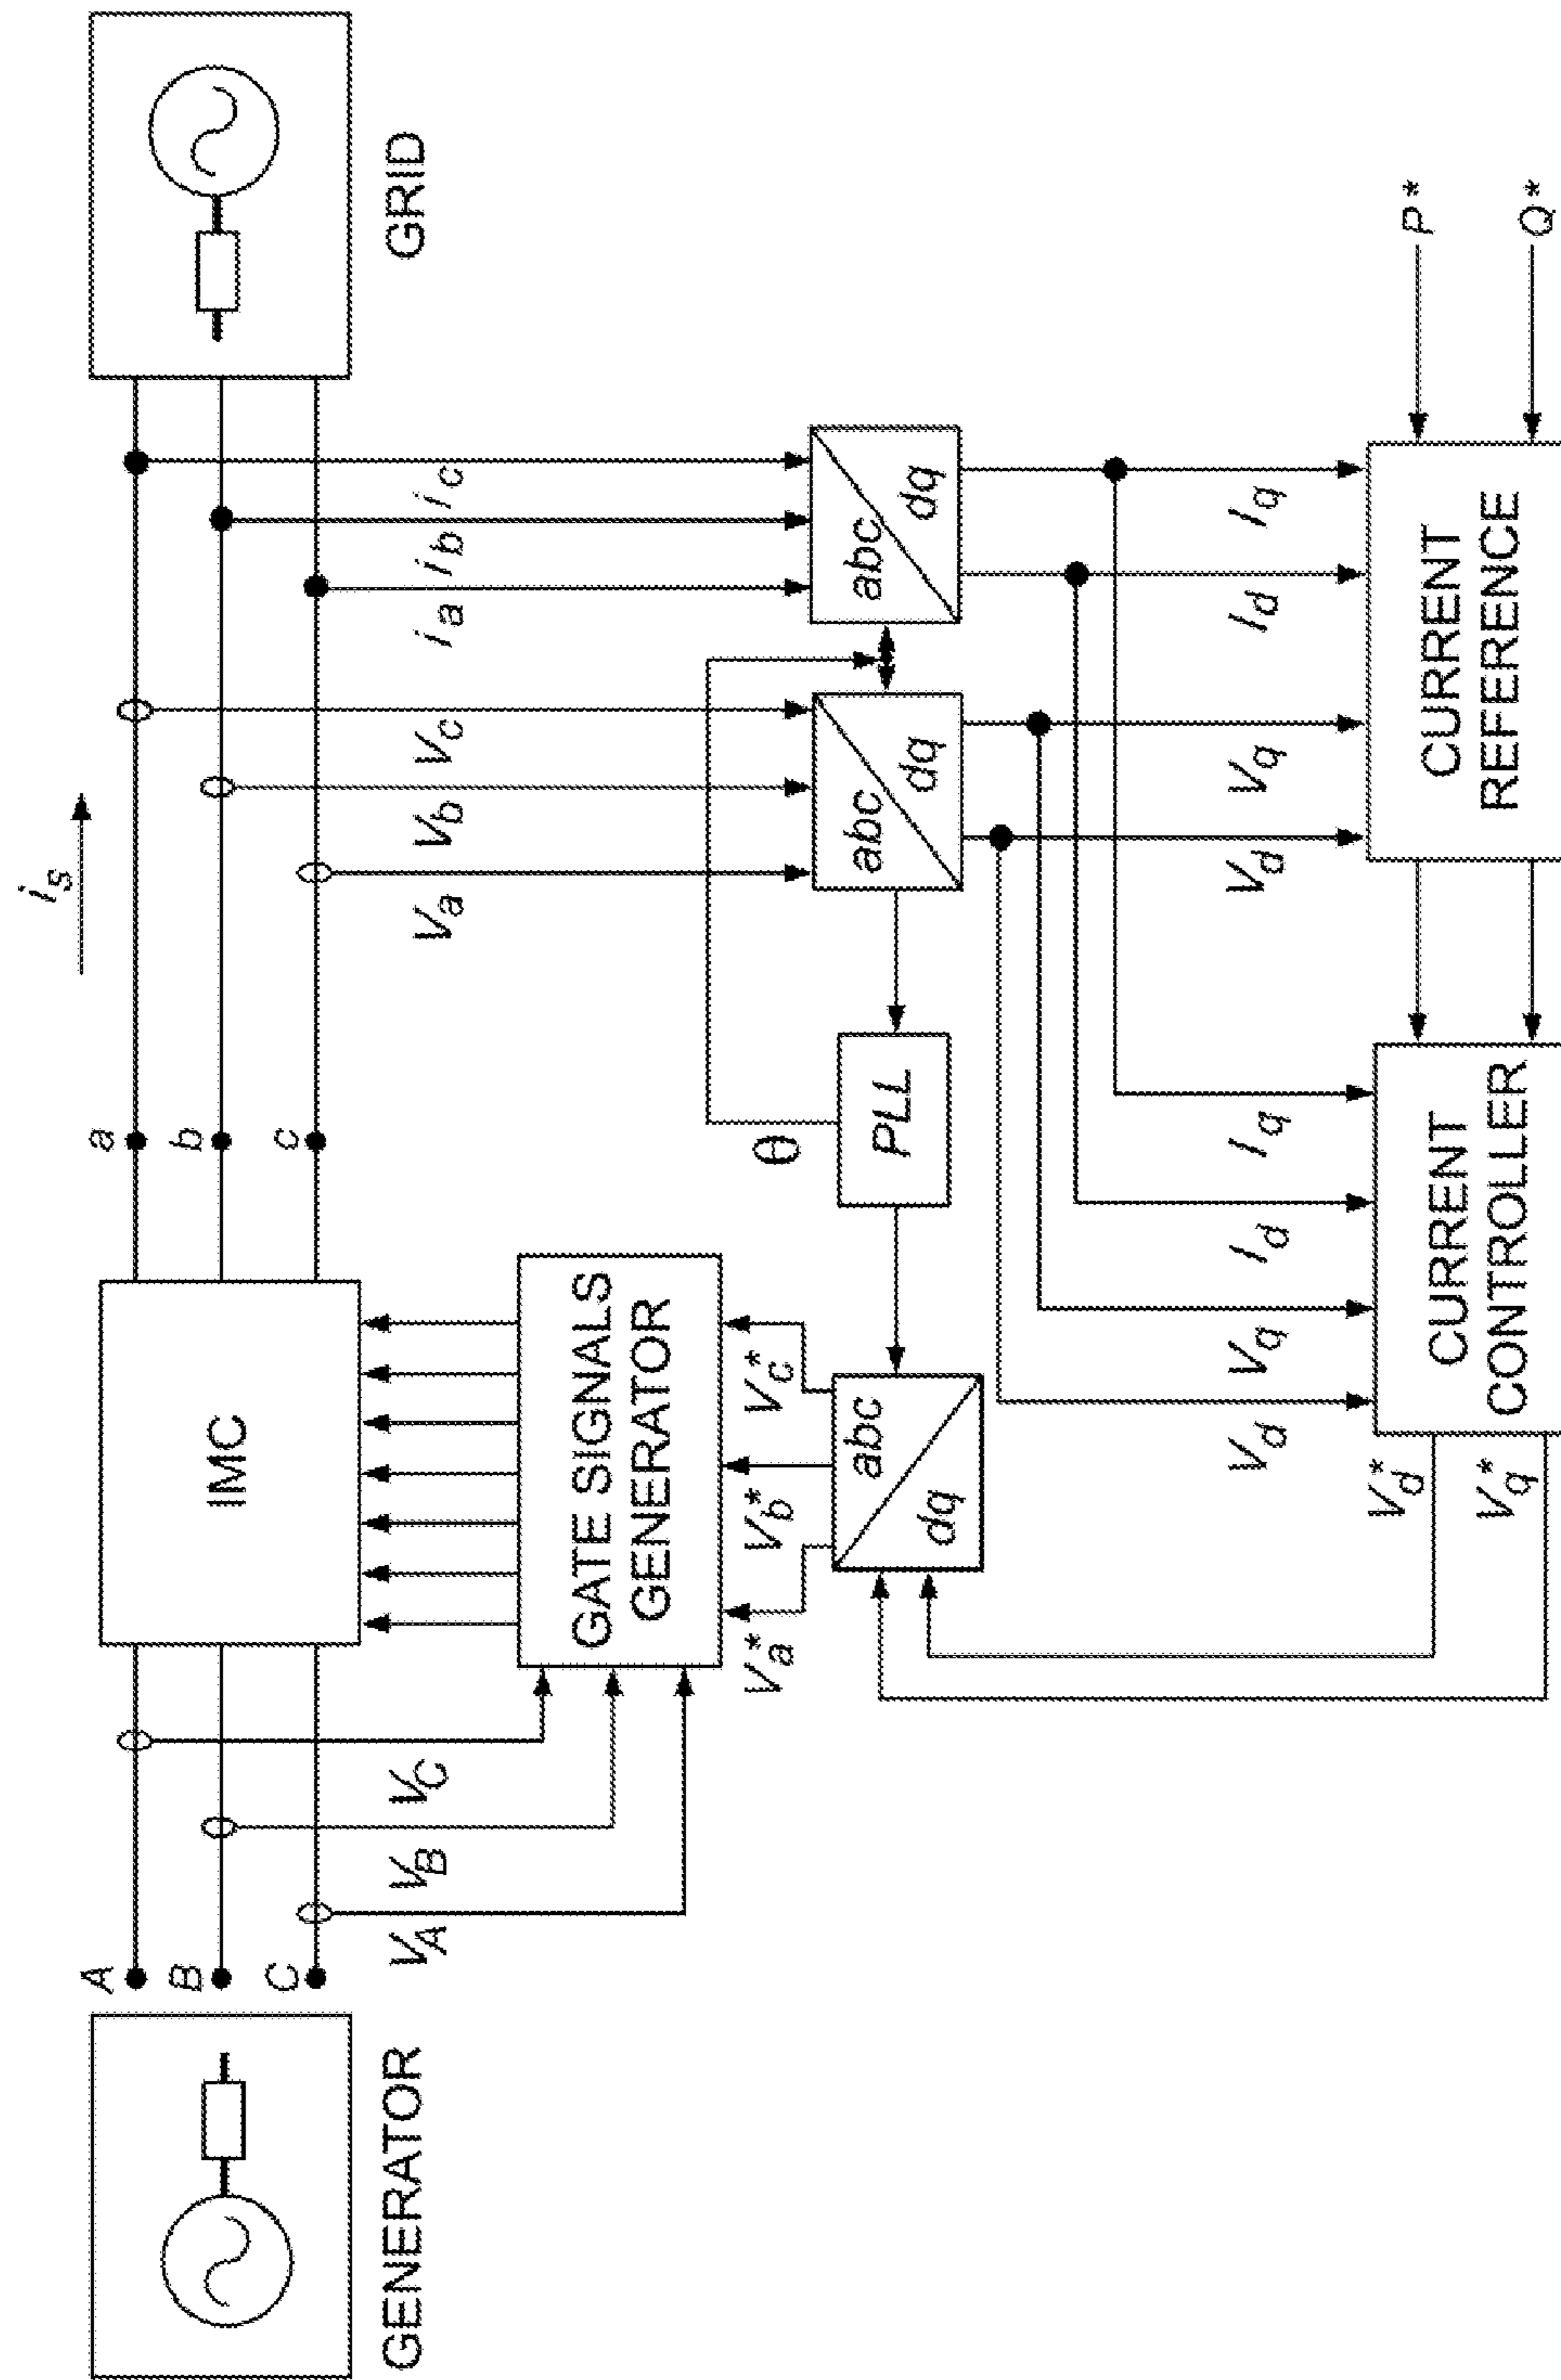 i_s
A
B
C
a
b
c
GENERATOR
IMC
GRID
V_A
V_B
V_C
V_a
V_b
V_c
i_a
i_b
i_c
GATE SIGNALS
GENERATOR
V_a*
V_b*
V_c*
θ
abc
dq
PLL
abc
dq
abc
dq
V_d
V_q
I_d
I_q
V_d
V_q
I_d
I_q
V_d*
V_q*
CURRENT
CONTROLLER
CURRENT
REFERENCE
P*
Q*